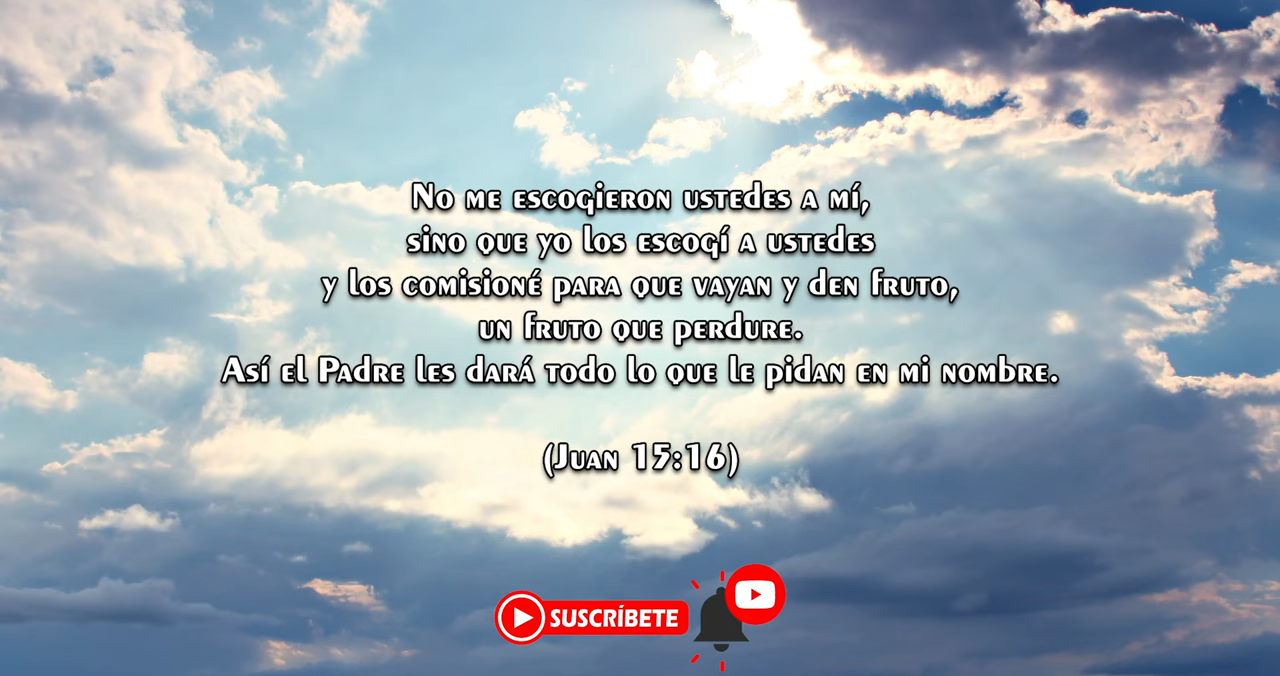 No me escogieron ustedes a mí,
sino que yo los escogí a ustedes
y los comisioné para que vayan y den fruto,
un fruto que perdure.
Así el Padre les dará todo lo que le pidan en mi nombre.
(Juan 15:16)
SUSCRÍBETE